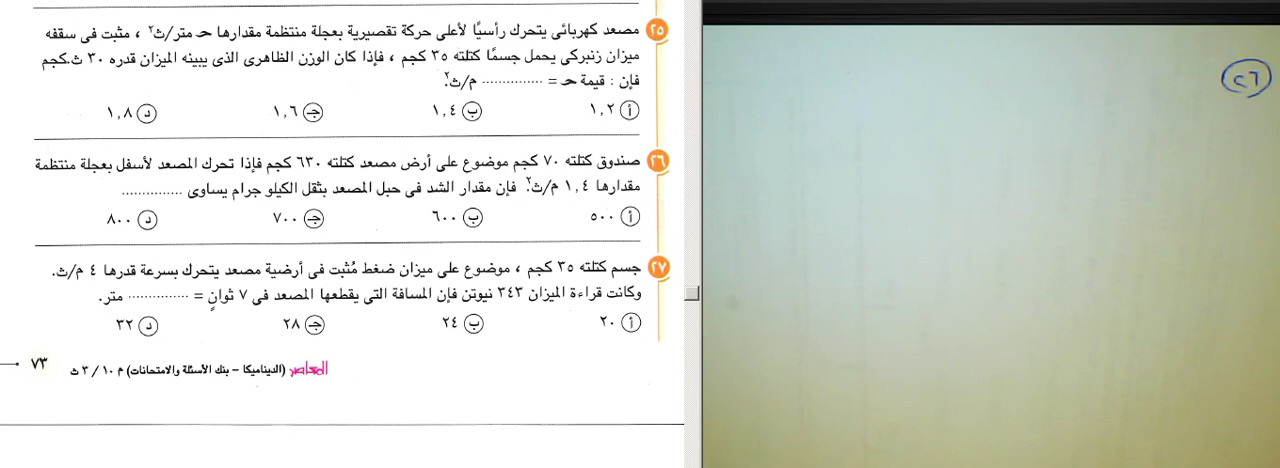 ٢٥ مصعد كهربائى يتحرك رأسيًا لأعلى حركة تقصيرية بعجلة منتظمة مقدارها حـ متر/ث٢ ، مثبت فى سقفه
ميزان زنبركى يحمل جسمًا كتلته ٣٥ كجم ، فإذا كان الوزن الظاهرى الذى يبينه الميزان قدره ٣٠ ث.كجم
فإن : قيمة حـ = ............... م/ث٢.
أ ١,٢ ب ١,٤ جـ ١,٦ د ١,٨
٢٦ صندوق كتلته ٧٠ كجم موضوع على أرض مصعد كتلته ٦٣٠ كجم فإذا تحرك المصعد لأسفل بعجلة منتظمة
مقدارها ١,٤ م/ث٢. فإن مقدار الشد فى حبل المصعد بثقل الكيلو جرام يساوى ...............
أ ٥٠٠ ب ٦٠٠ جـ ٧٠٠ د ٨٠٠
٢٧ جسم كتلته ٣٥ كجم ، موضوع على ميزان ضغط مُثبت فى أرضية مصعد يتحرك بسرعة قدرها ٤ م/ث.
وكانت قراءة الميزان ٣٤٣ نيوتن فإن المسافة التى يقطعها المصعد فى ٧ ثوانٍ = ............... متر.
أ ٢٠ ب ٢٤ جـ ٢٨ د ٣٢
المعاصر (الديناميكا - بنك الأسئلة والامتحانات) م ١٠ / ٣ ث ٧٣
٢٦